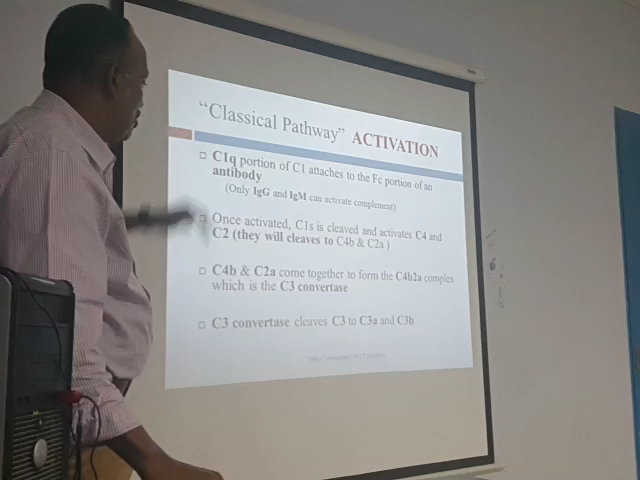 “Classical Pathway” ACTIVATION
C1q portion of C1 attaches to the Fc portion of an
antibody
(Only IgG and IgM can activate complement)
Once activated, C1s is cleaved and activates C4 and
C2 (they will cleaves to C4b & C2a )
C4b & C2a come together to form the C4b2a complex
which is the C3 convertase
C3 convertase cleaves C3 to C3a and C3b